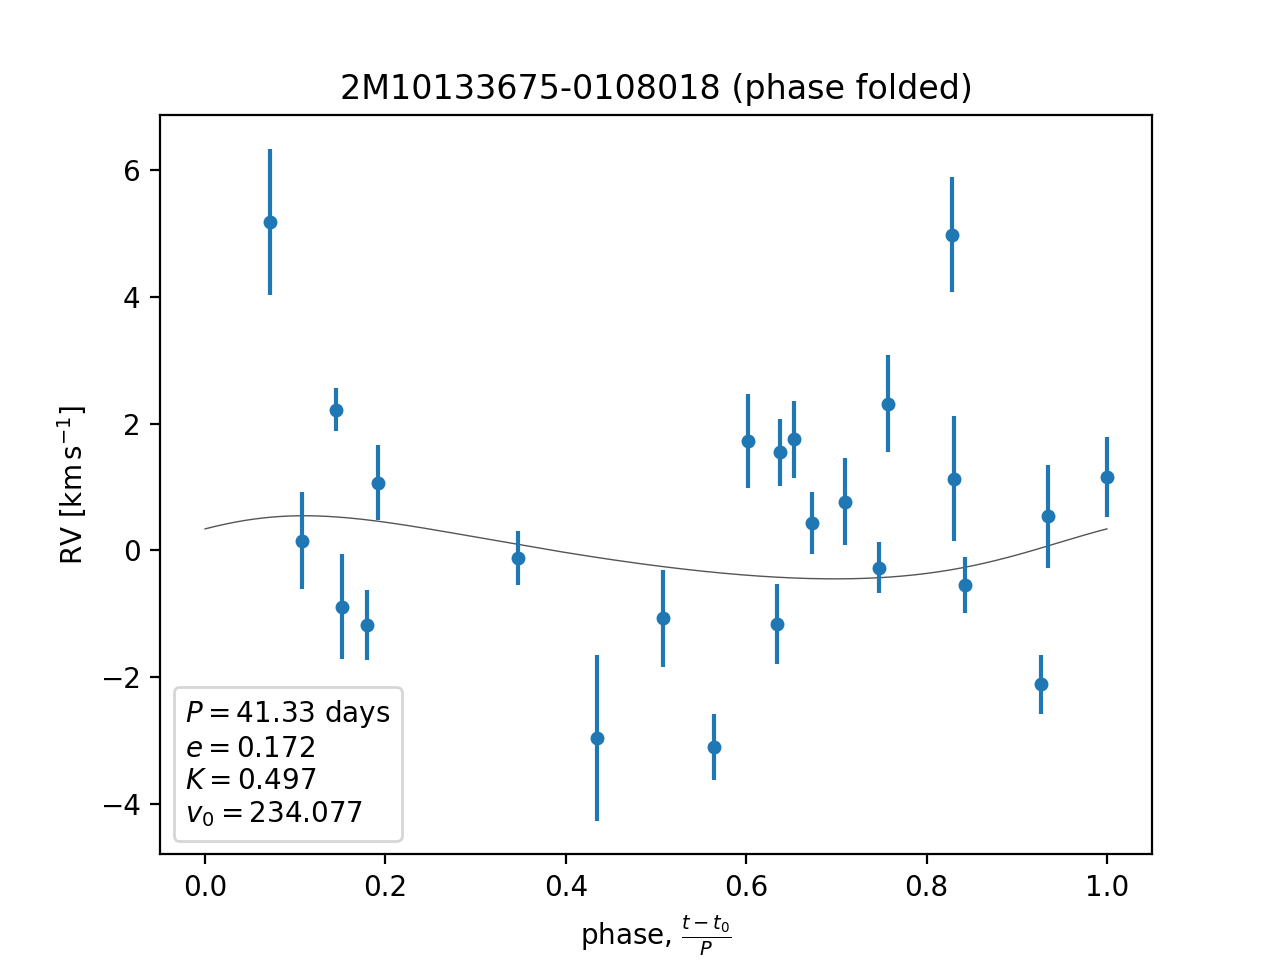 2M10133675-0108018 (phase folded)
RV [km s⁻¹]
6
4
2
0
−2
−4
P = 41.33 days
e = 0.172
K = 0.497
v₀ = 234.077
0.0 0.2 0.4 0.6 0.8 1.0
phase, (t − t₀)/P